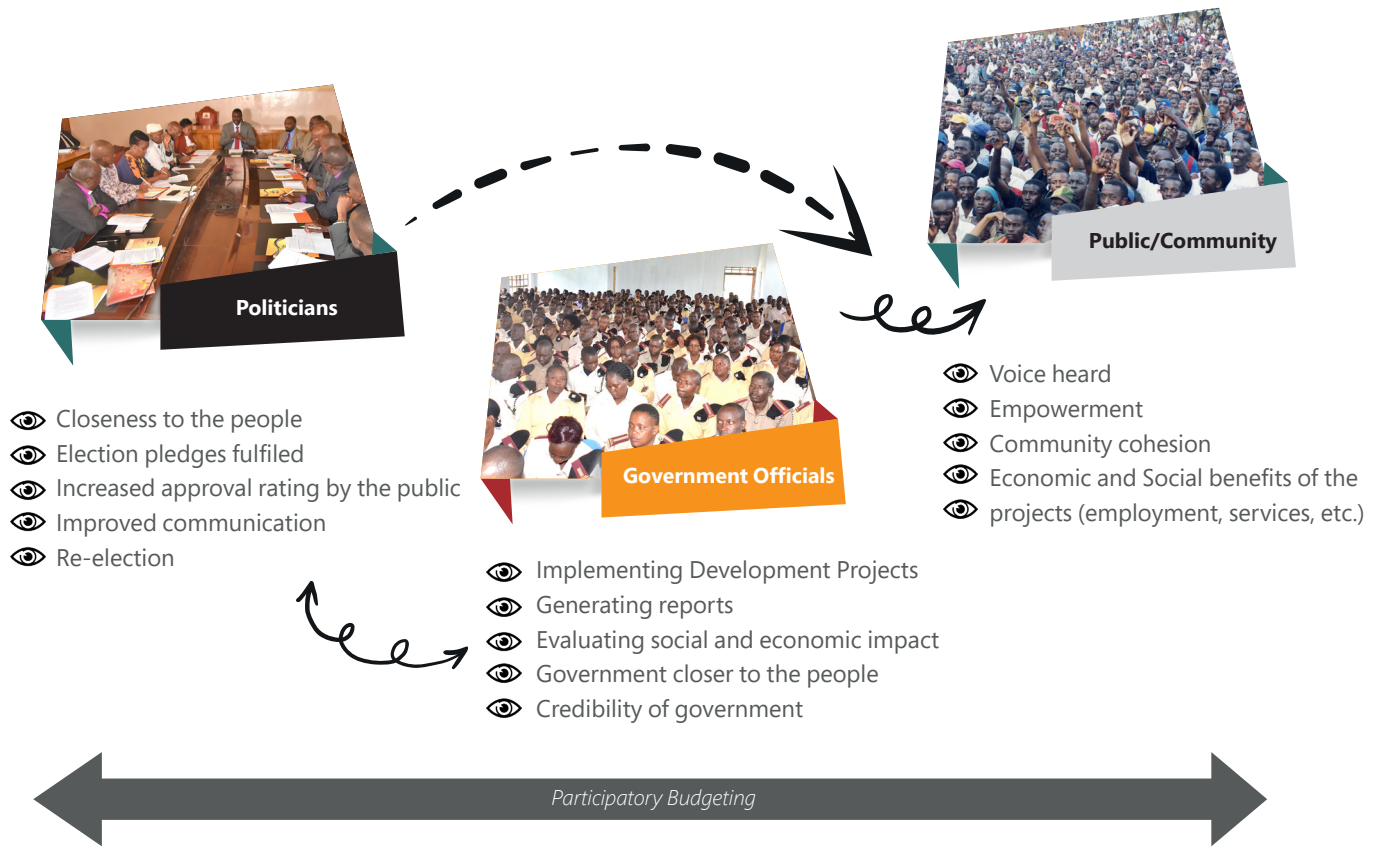 Politicians
Closeness to the people
Election pledges fulfiled
Increased approval rating by the public
Improved communication
Re-election
Government Officials
Implementing Development Projects
Generating reports
Evaluating social and economic impact
Government closer to the people
Credibility of government
Public/Community
Voice heard
Empowerment
Community cohesion
Economic and Social benefits of the
projects (employment, services, etc.)
Participatory Budgeting